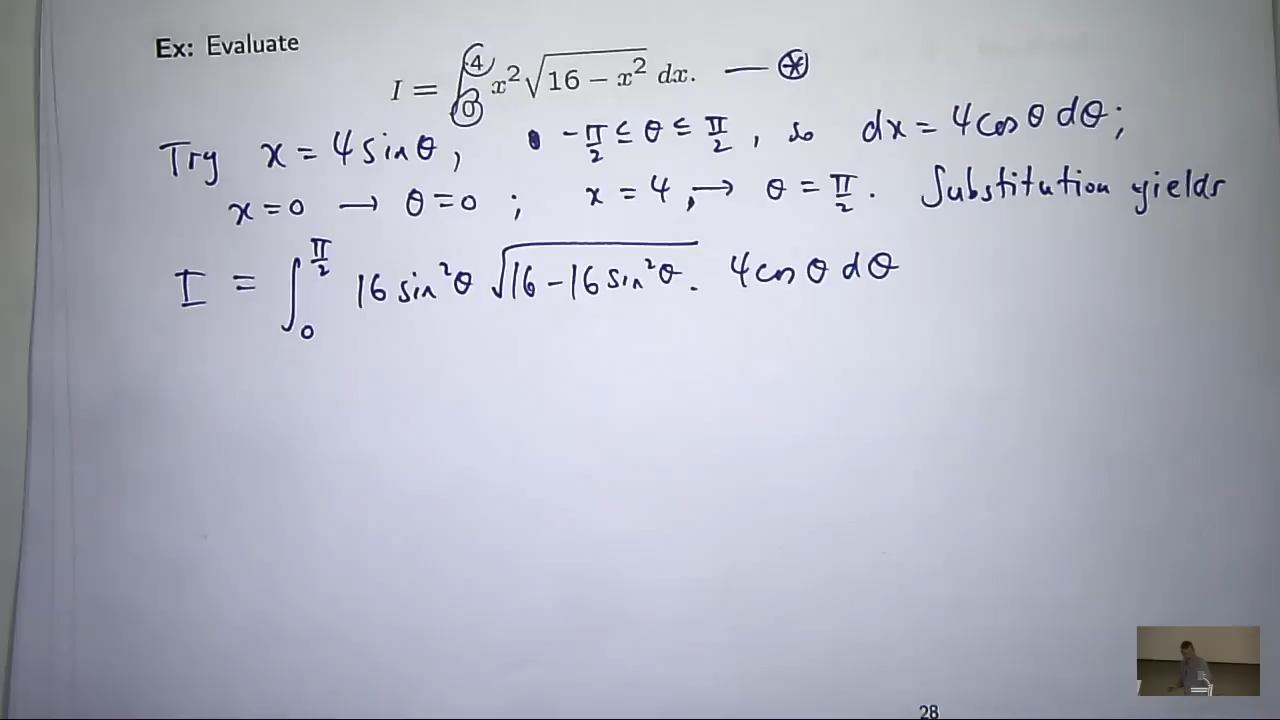 Ex: Evaluate
I = ∫₀⁴ x²√(16 − x²) dx. — ⊛
Try x = 4 sin θ, -π/2 ≤ θ ≤ π/2, so dx = 4 cos θ dθ;
x = 0 → θ = 0 ; x = 4, → θ = π/2. Substitution yields
I = ∫₀^(π/2) 16 sin²θ √(16 − 16 sin²θ) . 4 cos θ dθ
28